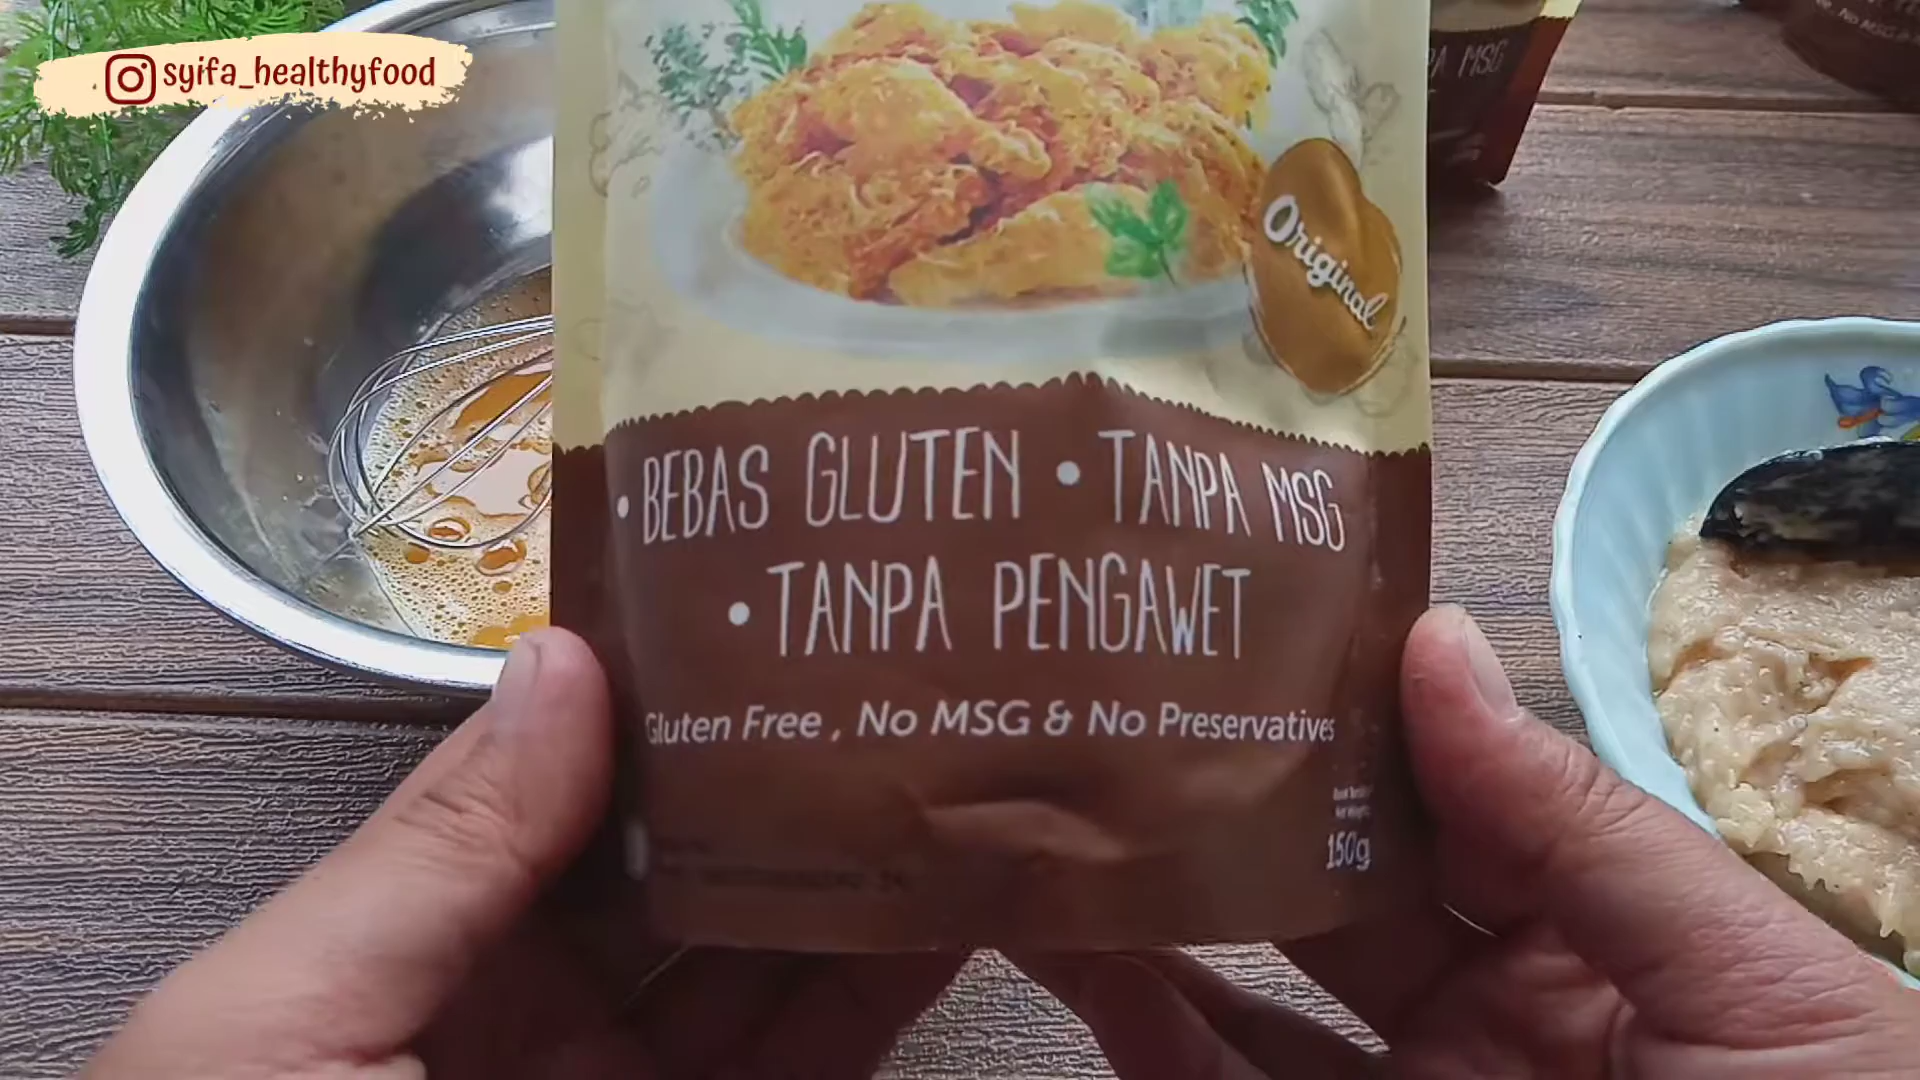 syifa_healthyfood
Original
• BEBAS GLUTEN • TANPA MSG
• TANPA PENGAWET
Gluten Free , No MSG & No Preservatives
150g